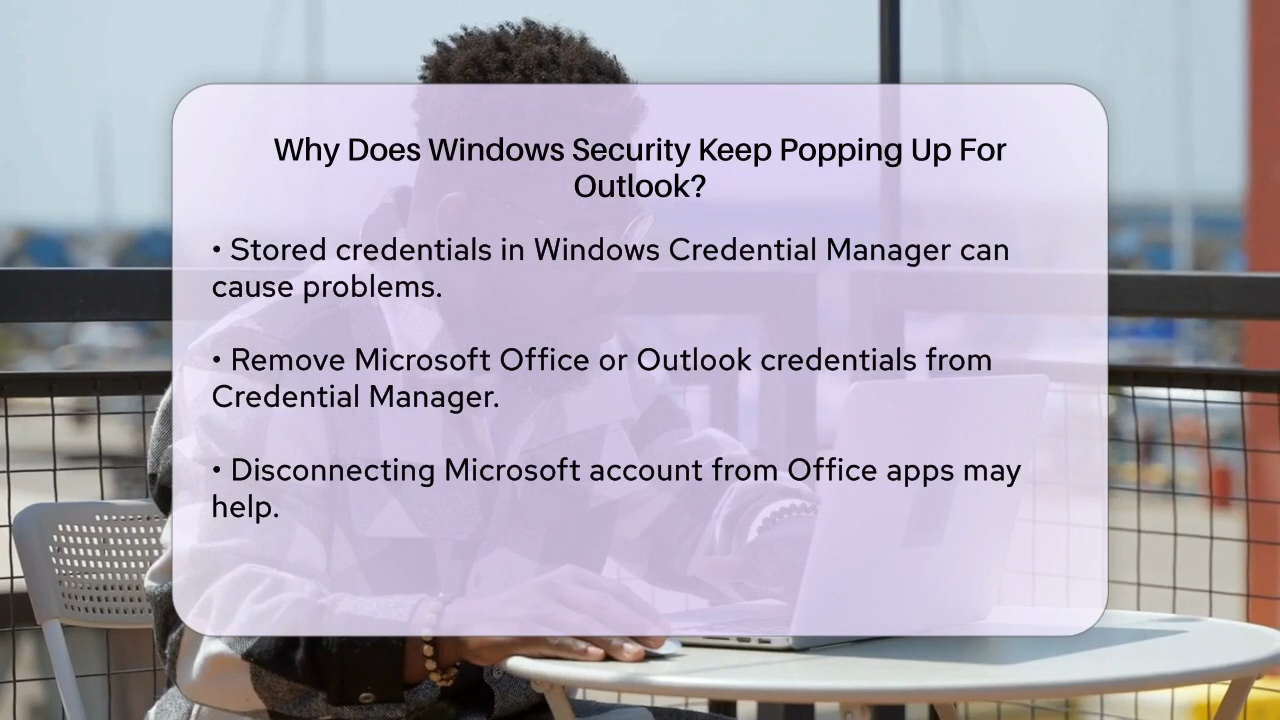 Why Does Windows Security Keep Popping Up For
Outlook?
• Stored credentials in Windows Credential Manager can
cause problems.
• Remove Microsoft Office or Outlook credentials from
Credential Manager.
• Disconnecting Microsoft account from Office apps may
help.